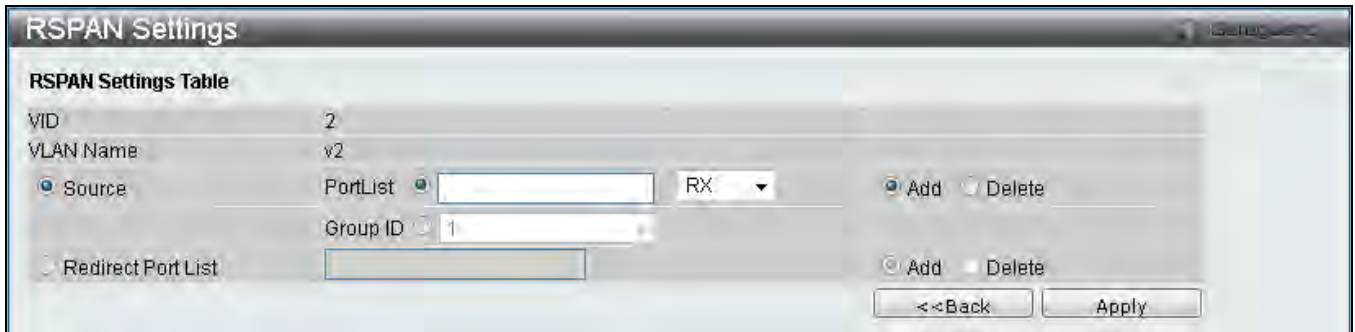 RSPAN Settings
RSPAN Settings Table
VID 2
VLAN Name v2
Source PortList RX Add Delete
Group ID 1
Redirect Port List Add Delete
<<Back Apply